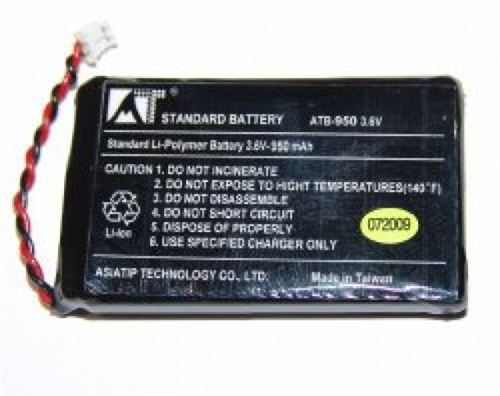 AT ®
STANDARD BATTERY ATB-950 3.6V
Standard Li-Polymer Battery 3.6V-950 mAh
CAUTION 1. DO NOT INCINERATE
2. DO NOT EXPOSE TO HIGHT TEMPERATURES(140°F)
3. DO NOT DISASSEMBLE
4. DO NOT SHORT CIRCUIT
5. DISPOSE OF PROPERLY
6. USE SPECIFIED CHARGER ONLY
Li-Ion
072009
ASIATIP TECHNOLOGY CO., LTD. Made in Taiwan